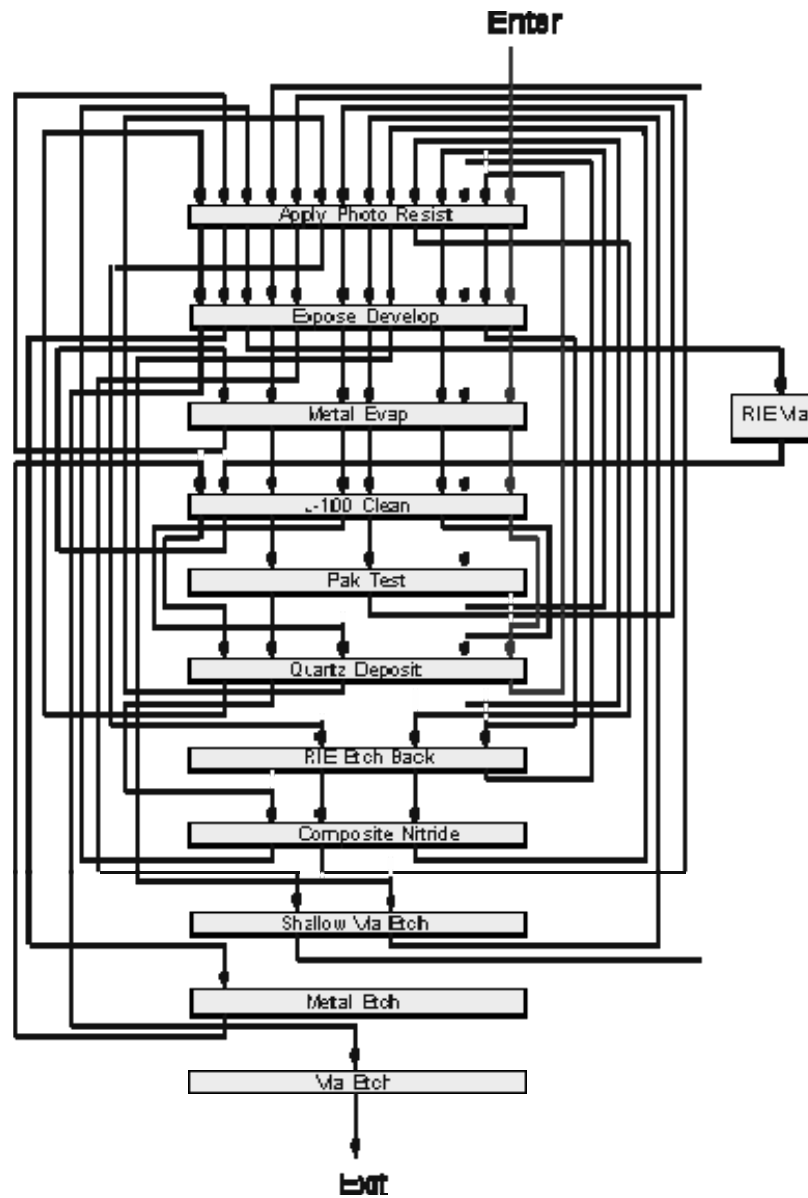 Enter
Apply Photo Resist
Expose Develop
Metal Evap
RIE Via
J-100 Clean
Pak Test
Quartz Deposit
RIE Etch Back
Composite Nitride
Shallow Via Etch
Metal Etch
Via Etch
Exit